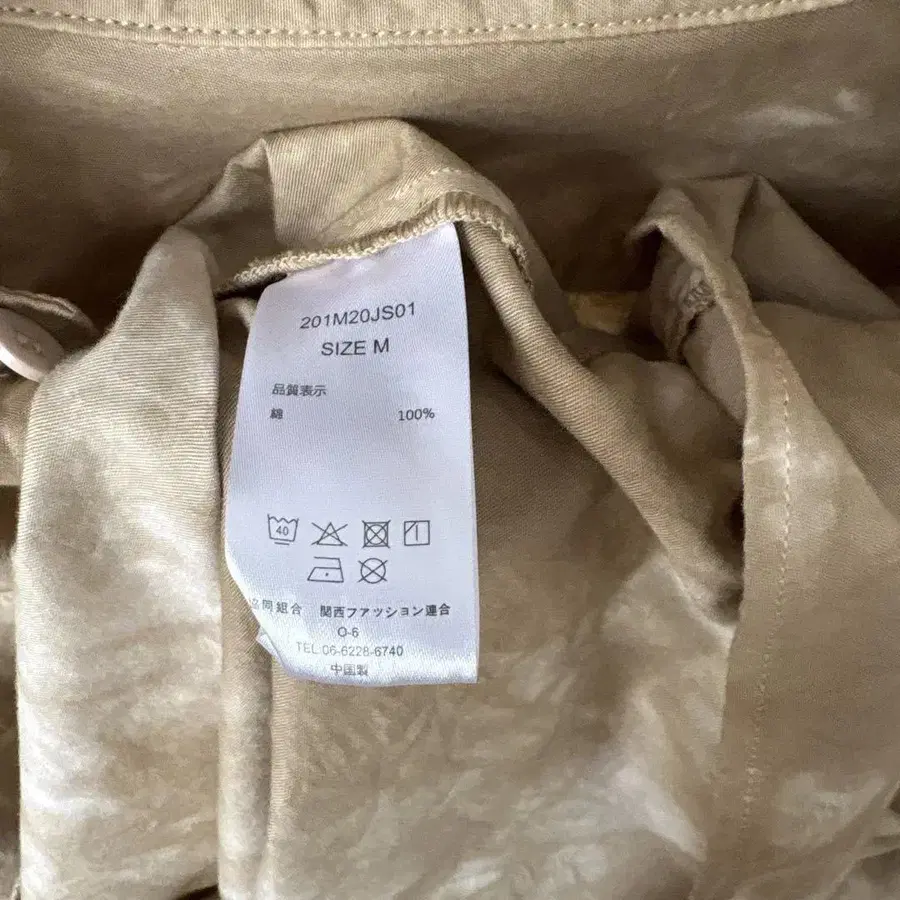 201M20JS01
SIZE M
品質表示
綿 100%
40
協同組合 関西ファッション連合
O-6
TEL:06-6228-6740
中国製